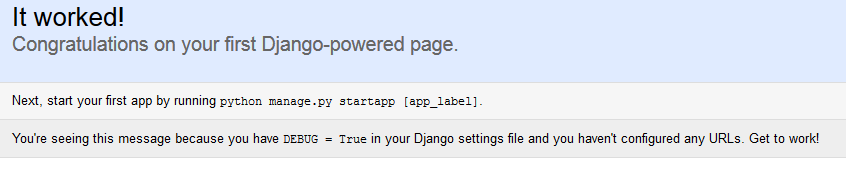 It worked!
Congratulations on your first Django-powered page.
Next, start your first app by running python manage.py startapp [app_label].
You're seeing this message because you have DEBUG = True in your Django settings file and you haven't configured any URLs. Get to work!